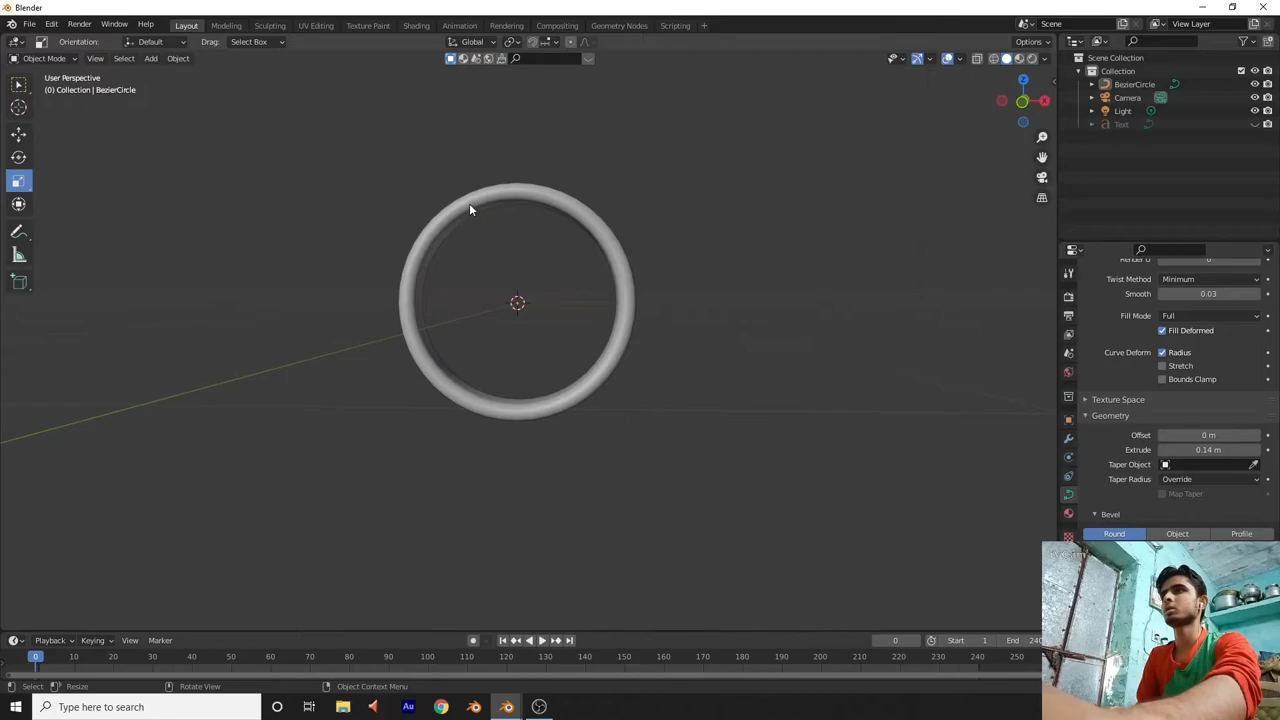 Blender
File Edit Render Window Help Layout Modeling Sculpting UV Editing Texture Paint Shading Animation Rendering Compositing Geometry Nodes Scripting + Scene View Layer
Orientation: Default Drag: Select Box Global Options
Object Mode View Select Add Object
User Perspective
(0) Collection | BezierCircle
Scene Collection
Collection
BezierCircle
Camera
Light
Text
Twist Method Minimum
Smooth 0.03
Fill Mode Full
Fill Deformed
Curve Deform Radius
Stretch
Bounds Clamp
Texture Space
Geometry
Offset 0 m
Extrude 0.14 m
Taper Object
Taper Radius Override
Map Taper
Bevel
Round Object Profile
Playback Keying View Marker 0 Start 1 End 240
0 10 20 30 40 50 60 70 80 90 100 110 120 130 140 150 160 170 180 190 200 210 220 230 240 250
Select Resize Rotate View Object Context Menu
Type here to search